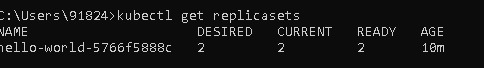 C:\Users\91824>kubectl get replicasets
NAME DESIRED CURRENT READY AGE
hello-world-5766f5888c 2 2 2 10m